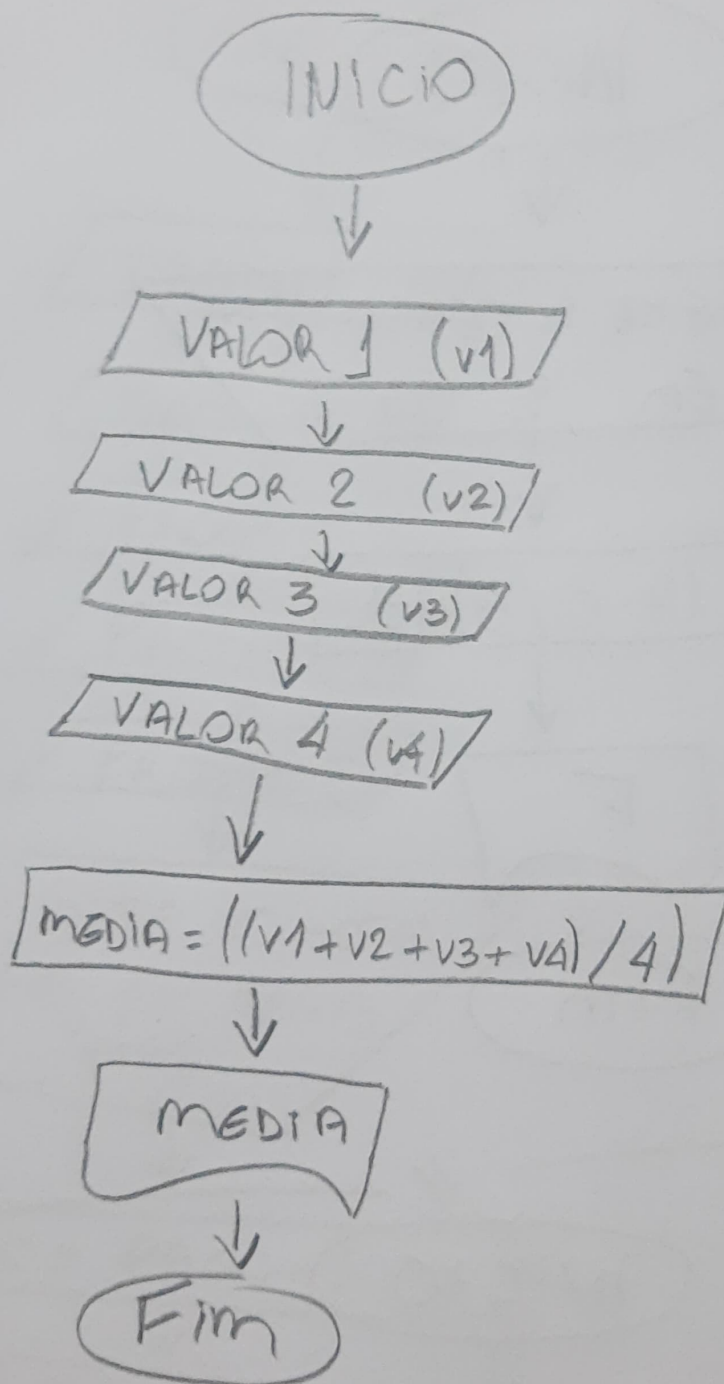 INICIO
VALOR 1 (v1)
VALOR 2 (v2)
VALOR 3 (v3)
VALOR 4 (v4)
MEDIA = ((v1+v2+v3+v4)/4)
MEDIA
Fim